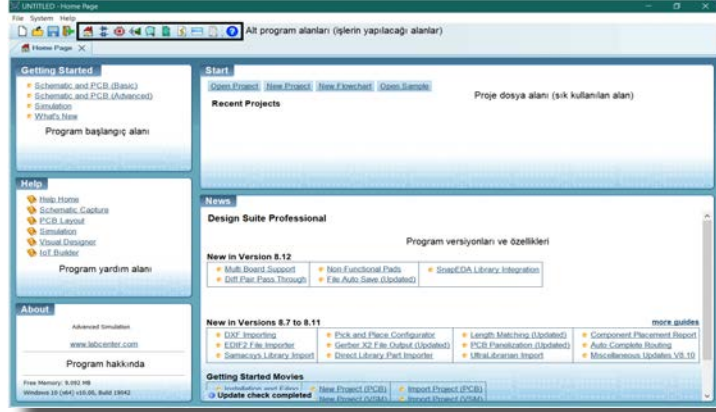 UNTITLED - Home Page
File System Help
Alt program alanları (işlerin yapılacağı alanlar)
Home Page
Getting Started
Schematic and PCB (Basic)
Schematic and PCB (Advanced)
Simulation
What's New
Program başlangıç alanı
Start
Open Project New Project New Flowchart Open Sample
Proje dosya alanı (sık kullanılan alan)
Recent Projects
Help
Help Home
Schematic Capture
PCB Layout
Simulation
Visual Designer
IoT Builder
Program yardım alanı
News
Design Suite Professional
Program versiyonları ve özellikleri
New in Version 8.12
Multi Board Support Non-Functional Pads SnapEDA Library Integration
Diff Pair Pass Through File Auto Save (Updated)
New in Versions 8.7 to 8.11 more guides
DXF Importing Pick and Place Configurator Length Matching (Updated) Component Placement Report
EDIF2 File Importer Gerber X2 File Output (Updated) PCB Panelization (Updated) Auto Complete Routing
Samacsys Library Import Direct Library Part Importer UltraLibrarian Import Miscellaneous Updates V8.10
Getting Started Movies
New Project (PCB) Import Project (PCB)
Update check completed New Project (VSM) Import Project (VSM)
About
Advanced Simulation
www.labcenter.com
Program hakkında
Free Memory: 9.092 MB
Windows 10 (x64) v10.00, Build 19042